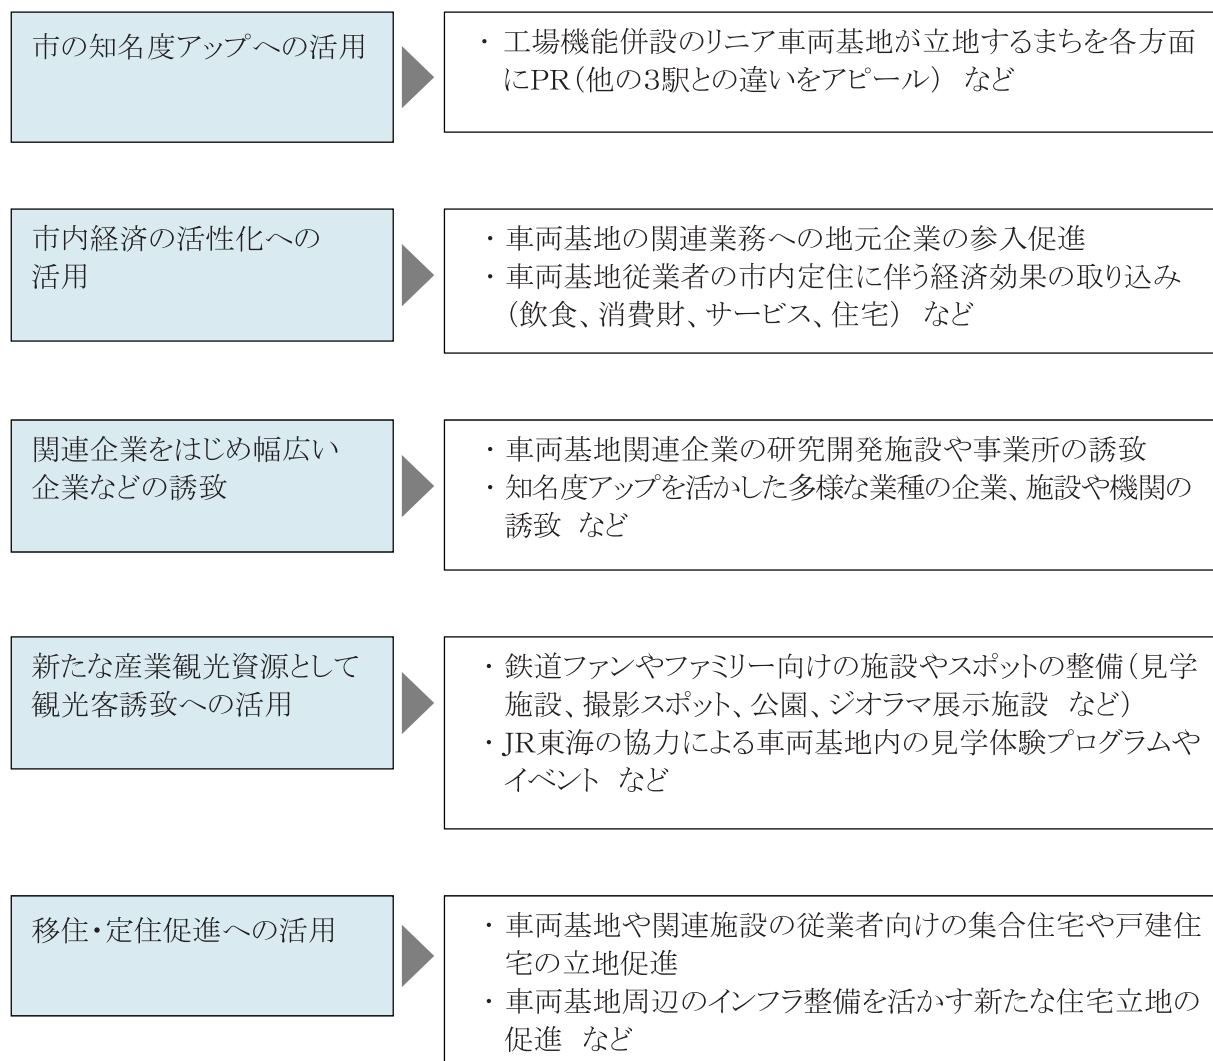 市の知名度アップへの活用
・ 工場機能併設のリニア車両基地が立地するまちを各方面
にPR(他の3駅との違いをアピール) など
市内経済の活性化への
活用
・ 車両基地の関連業務への地元企業の参入促進
・ 車両基地従業者の市内定住に伴う経済効果の取り込み
(飲食、消費財、サービス、住宅) など
関連企業をはじめ幅広い
企業などの誘致
・ 車両基地関連企業の研究開発施設や事業所の誘致
・ 知名度アップを活かした多様な業種の企業、施設や機関の
誘致 など
新たな産業観光資源として
観光客誘致への活用
・ 鉄道ファンやファミリー向けの施設やスポットの整備(見学
施設、撮影スポット、公園、ジオラマ展示施設 など)
・ JR東海の協力による車両基地内の見学体験プログラムや
イベント など
移住・定住促進への活用
・ 車両基地や関連施設の従業者向けの集合住宅や戸建住
宅の立地促進
・ 車両基地周辺のインフラ整備を活かす新たな住宅立地の
促進 など